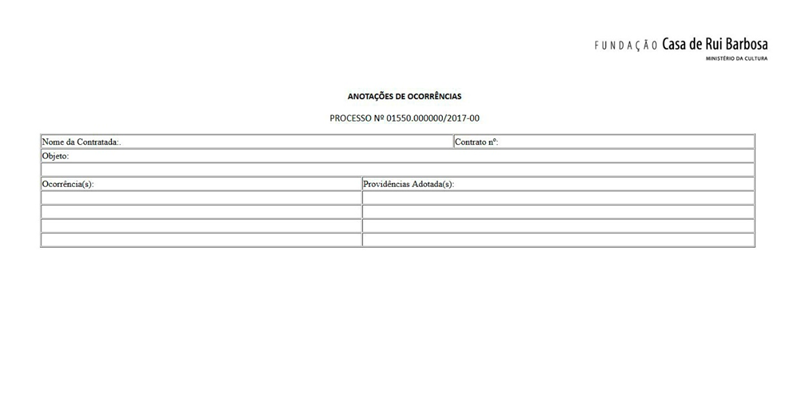 FUNDAÇÃO Casa de Rui Barbosa
MINISTÉRIO DA CULTURA
ANOTAÇÕES DE OCORRÊNCIAS
PROCESSO Nº 01550.000000/2017-00
Nome da Contratada:. Contrato nº:
Objeto:
Ocorrência(s): Providências Adotada(s):